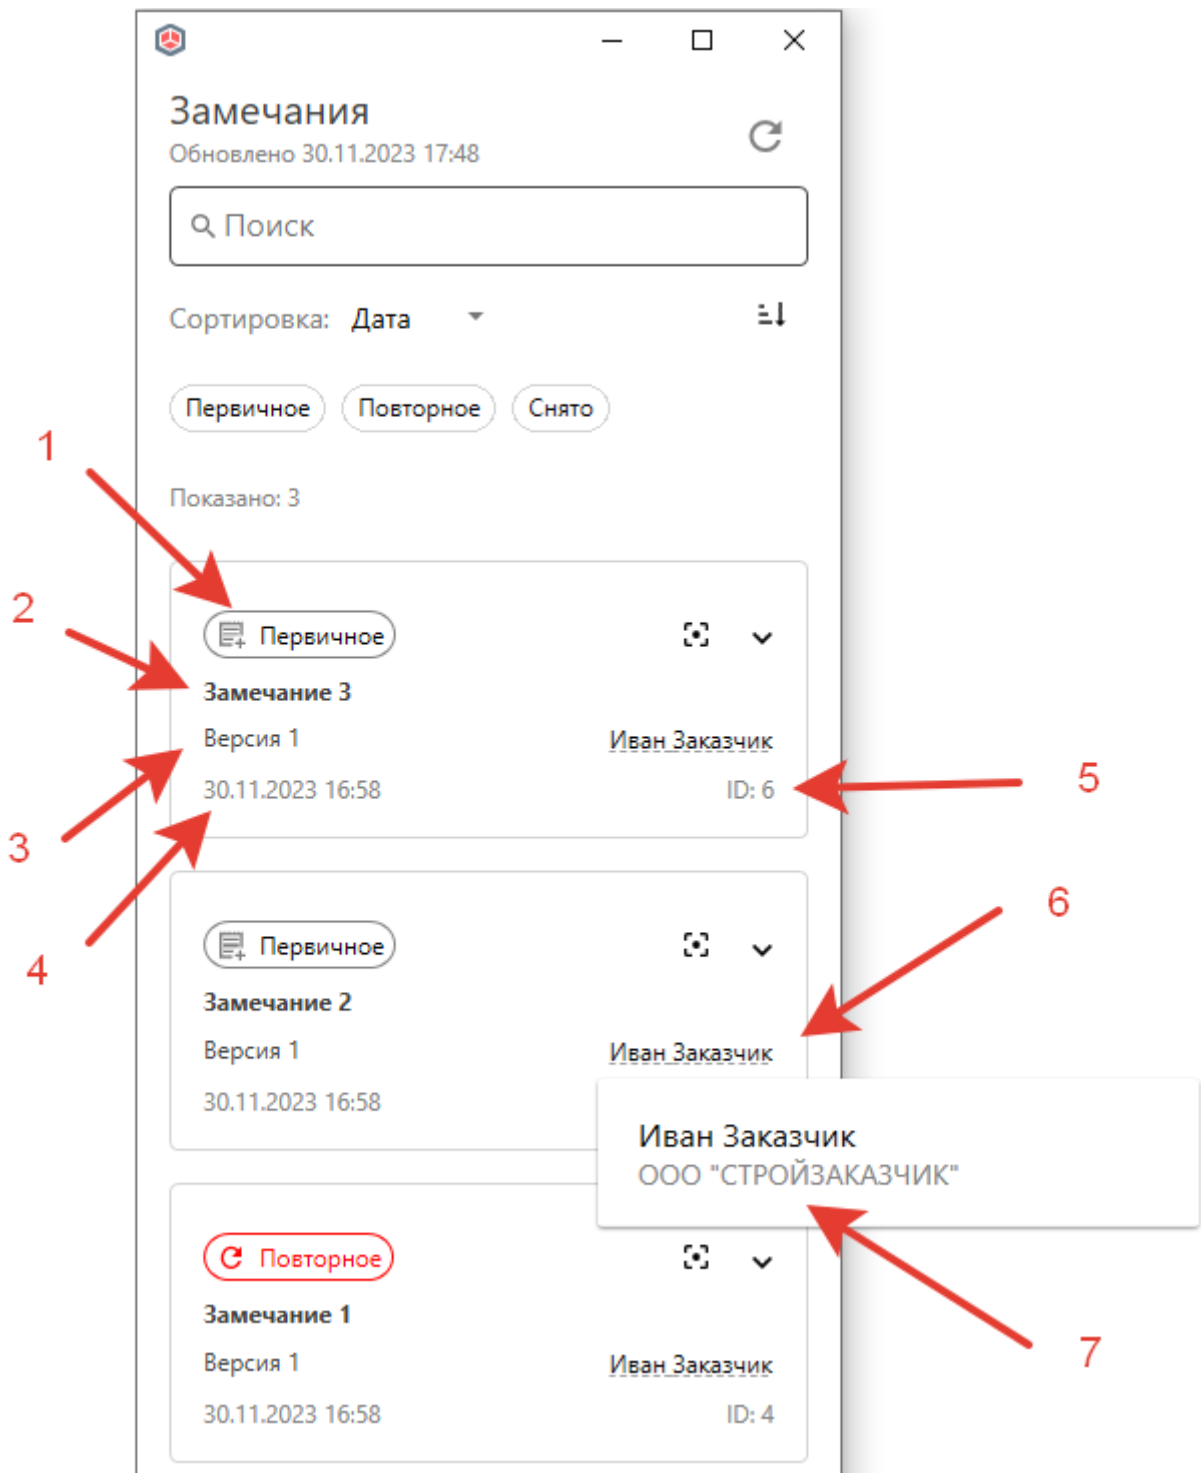 Замечания
Обновлено 30.11.2023 17:48
Поиск
Сортировка: Дата
Первичное Повторное Снято
1
Показано: 3
2
Первичное
Замечание 3
Версия 1 Иван Заказчик
30.11.2023 16:58 ID: 6
5
3
6
4
Первичное
Замечание 2
Версия 1 Иван Заказчик
30.11.2023 16:58
Иван Заказчик
ООО "СТРОЙЗАКАЗЧИК"
Повторное
Замечание 1
7
Версия 1 Иван Заказчик
30.11.2023 16:58 ID: 4